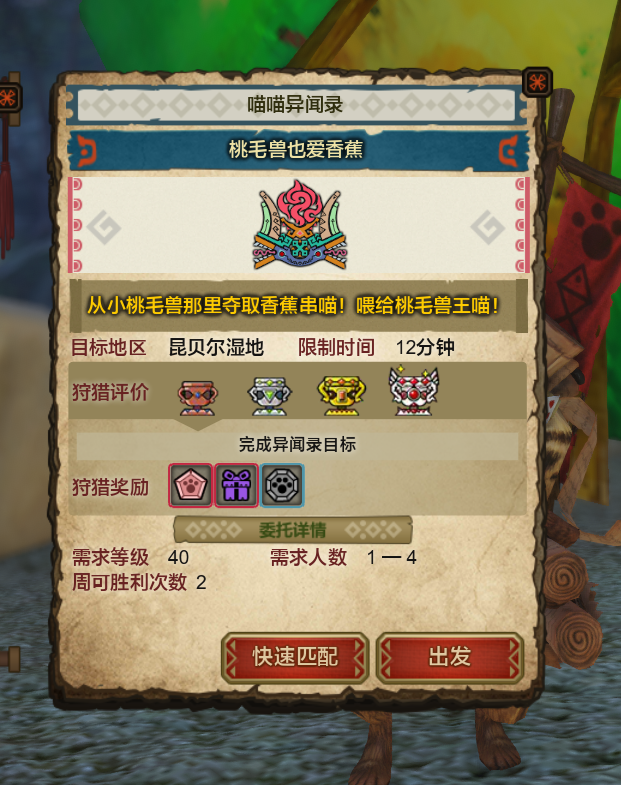 喵喵异闻录
桃毛兽也爱香蕉
从小桃毛兽那里夺取香蕉串喵！喂给桃毛兽王喵！
目标地区 昆贝尔湿地 限制时间 12分钟
狩猎评价
完成异闻录目标
狩猎奖励
委托详情
需求等级 40 需求人数 1 — 4
周可胜利次数 2
快速匹配 出发